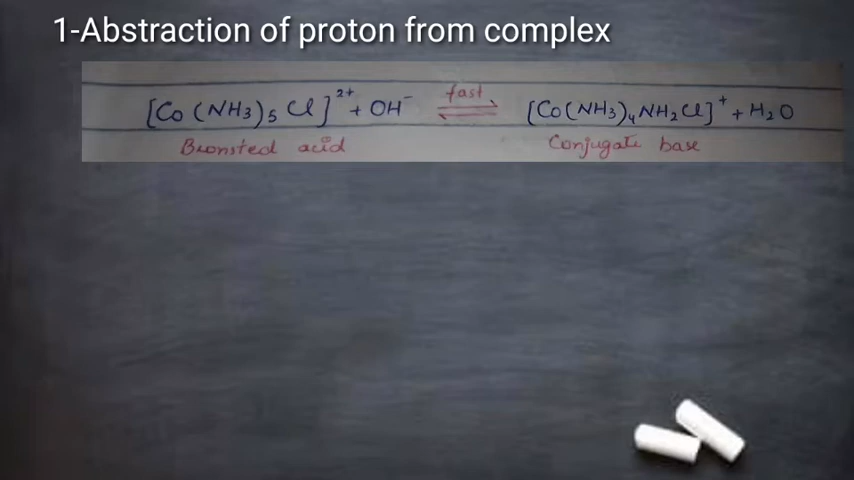 1-Abstraction of proton from complex
[Co(NH₃)₅Cl]²⁺ + OH⁻ fast ⇌ [Co(NH₃)₄NH₂Cl]⁺ + H₂O
Bronsted acid Conjugate base